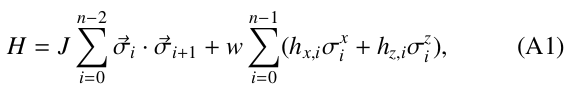 H = J \sum_{i=0}^{n-2} \vec{\sigma}_i \cdot \vec{\sigma}_{i+1} + w \sum_{i=0}^{n-1} (h_{x,i} \sigma_i^x + h_{z,i} \sigma_i^z), (A1)